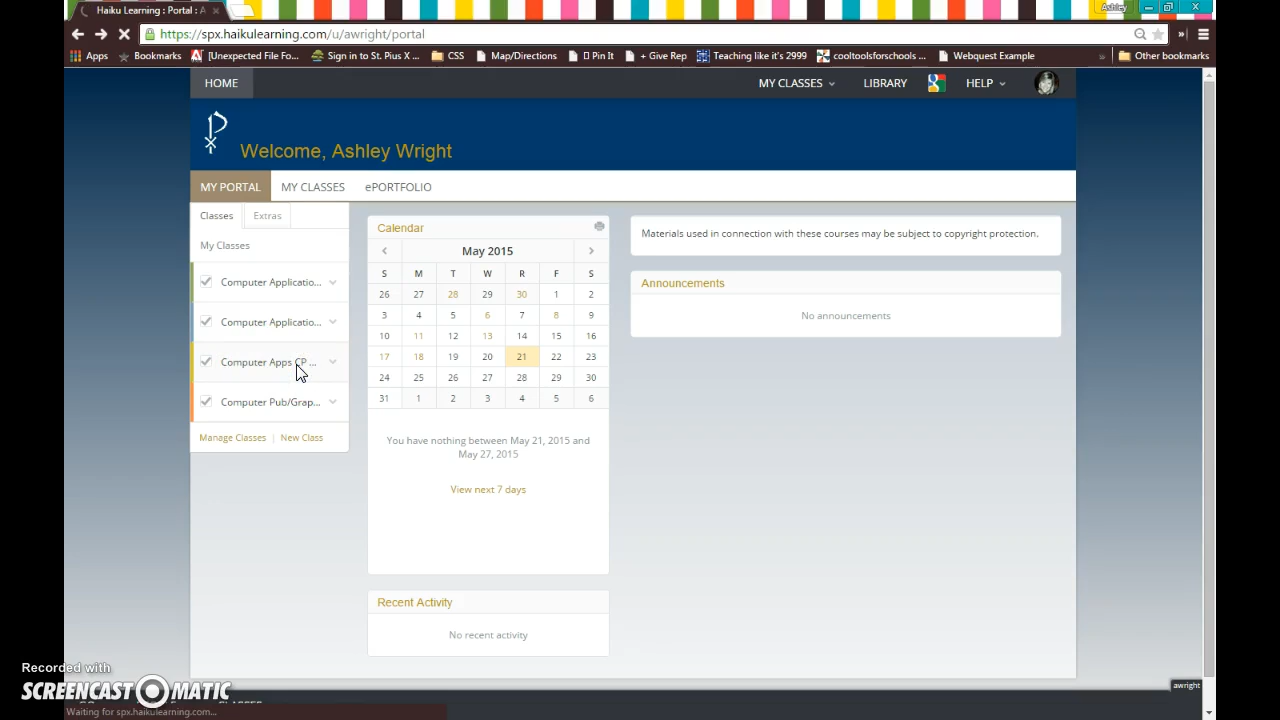 Haiku Learning : Portal : A
Ashley
https://spx.haikulearning.com/u/awright/portal
Apps Bookmarks [Unexpected File Fo... Sign in to St. Pius X ... CSS Map/Directions Pin It + Give Rep Teaching like it's 2999 cooltoolsforschools ... Webquest Example » Other bookmarks
HOME MY CLASSES LIBRARY HELP
Welcome, Ashley Wright
MY PORTAL MY CLASSES ePORTFOLIO
Classes Extras
My Classes
Computer Applicatio...
Computer Applicatio...
Computer Apps CP ...
Computer Pub/Grap...
Manage Classes | New Class
Calendar
May 2015
S M T W R F S
26 27 28 29 30 1 2
3 4 5 6 7 8 9
10 11 12 13 14 15 16
17 18 19 20 21 22 23
24 25 26 27 28 29 30
31 1 2 3 4 5 6
You have nothing between May 21, 2015 and
May 27, 2015
View next 7 days
Recent Activity
No recent activity
Materials used in connection with these courses may be subject to copyright protection.
Announcements
No announcements
awright
Waiting for spx.haikulearning.com...
Recorded with
SCREENCAST MATIC